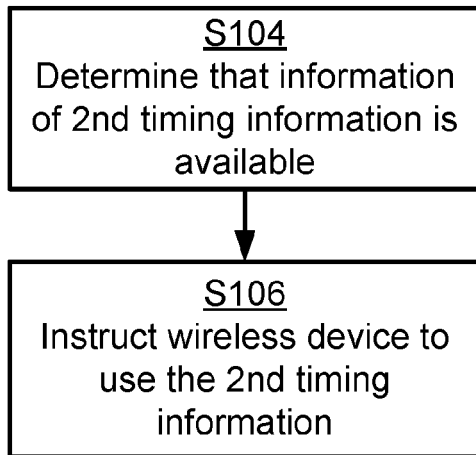 S104
Determine that information
of 2nd timing information is
available
S106
Instruct wireless device to
use the 2nd timing
information